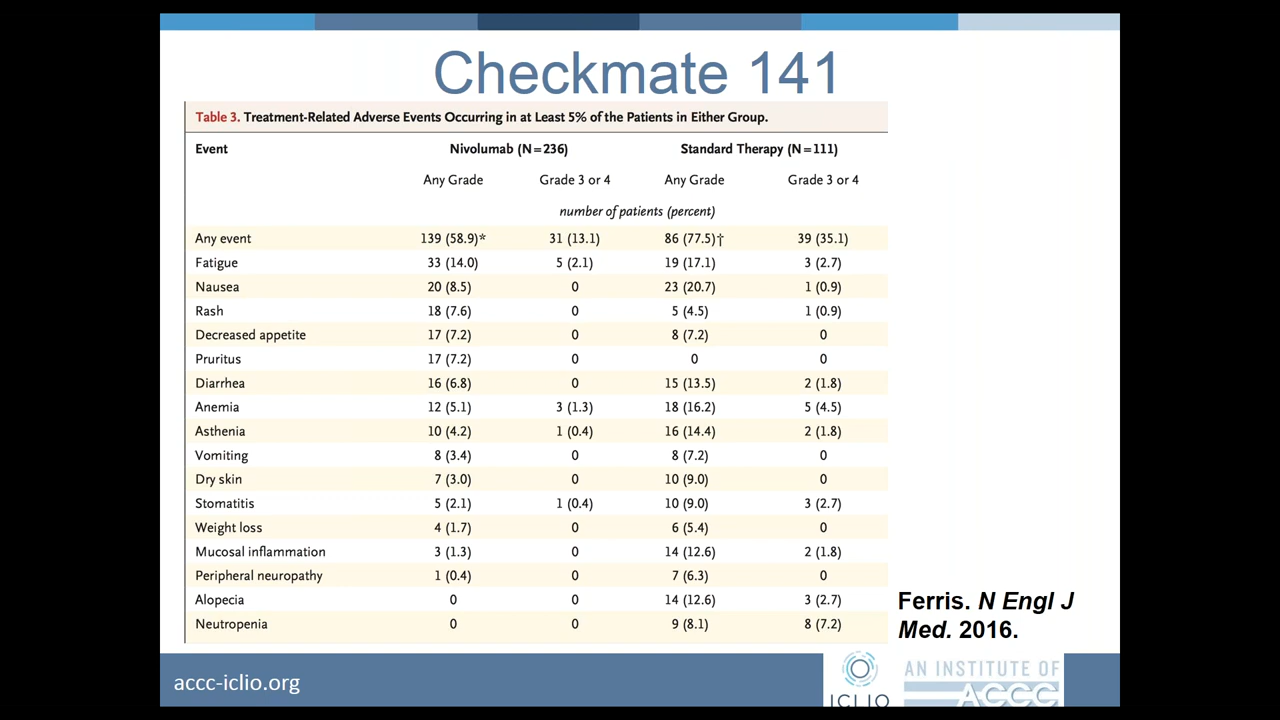 Checkmate 141
Table 3. Treatment-Related Adverse Events Occurring in at Least 5% of the Patients in Either Group.
Event Nivolumab (N=236) Standard Therapy (N=111)
Any Grade Grade 3 or 4 Any Grade Grade 3 or 4
number of patients (percent)
Any event 139 (58.9)* 31 (13.1) 86 (77.5)† 39 (35.1)
Fatigue 33 (14.0) 5 (2.1) 19 (17.1) 3 (2.7)
Nausea 20 (8.5) 0 23 (20.7) 1 (0.9)
Rash 18 (7.6) 0 5 (4.5) 1 (0.9)
Decreased appetite 17 (7.2) 0 8 (7.2) 0
Pruritus 17 (7.2) 0 0 0
Diarrhea 16 (6.8) 0 15 (13.5) 2 (1.8)
Anemia 12 (5.1) 3 (1.3) 18 (16.2) 5 (4.5)
Asthenia 10 (4.2) 1 (0.4) 16 (14.4) 2 (1.8)
Vomiting 8 (3.4) 0 8 (7.2) 0
Dry skin 7 (3.0) 0 10 (9.0) 0
Stomatitis 5 (2.1) 1 (0.4) 10 (9.0) 3 (2.7)
Weight loss 4 (1.7) 0 6 (5.4) 0
Mucosal inflammation 3 (1.3) 0 14 (12.6) 2 (1.8)
Peripheral neuropathy 1 (0.4) 0 7 (6.3) 0
Alopecia 0 0 14 (12.6) 3 (2.7)
Neutropenia 0 0 9 (8.1) 8 (7.2)
Ferris. N Engl J
Med. 2016.
accc-iclio.org
ICLIO
AN INSTITUTE OF
ACCC